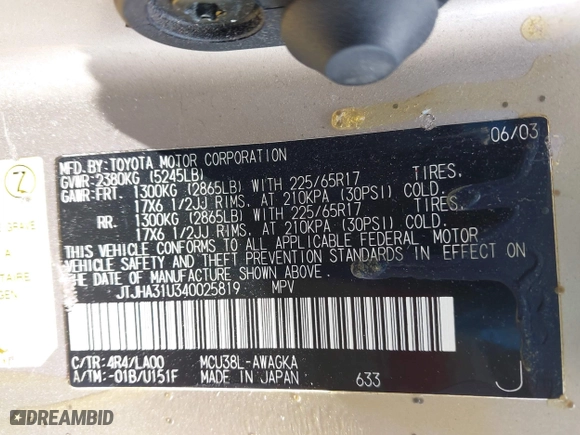 06/03
MFD.BY:TOYOTA MOTOR CORPORATION
GVWR:2380KG (5245LB)
GAWR:FRT. 1300KG (2865LB) WITH 225/65R17 TIRES.
17X6 1/2JJ RIMS. AT 210KPA (30PSI) COLD.
RR. 1300KG (2865LB) WITH 225/65R17 TIRES.
17X6 1/2JJ RIMS. AT 210KPA (30PSI) COLD.
THIS VEHICLE CONFORMS TO ALL APPLICABLE FEDERAL MOTOR
VEHICLE SAFETY AND THEFT PREVENTION STANDARDS IN EFFECT ON
THE DATE OF MANUFACTURE SHOWN ABOVE.
JTJHA31U340025819 MPV
C/TR:4R4/LA00 MCU38L-AWAGKA
A/TM:-01B/U151F MADE IN JAPAN 633 J
Z
GRAVE
A
TAIRE
GEN
DREAMBID